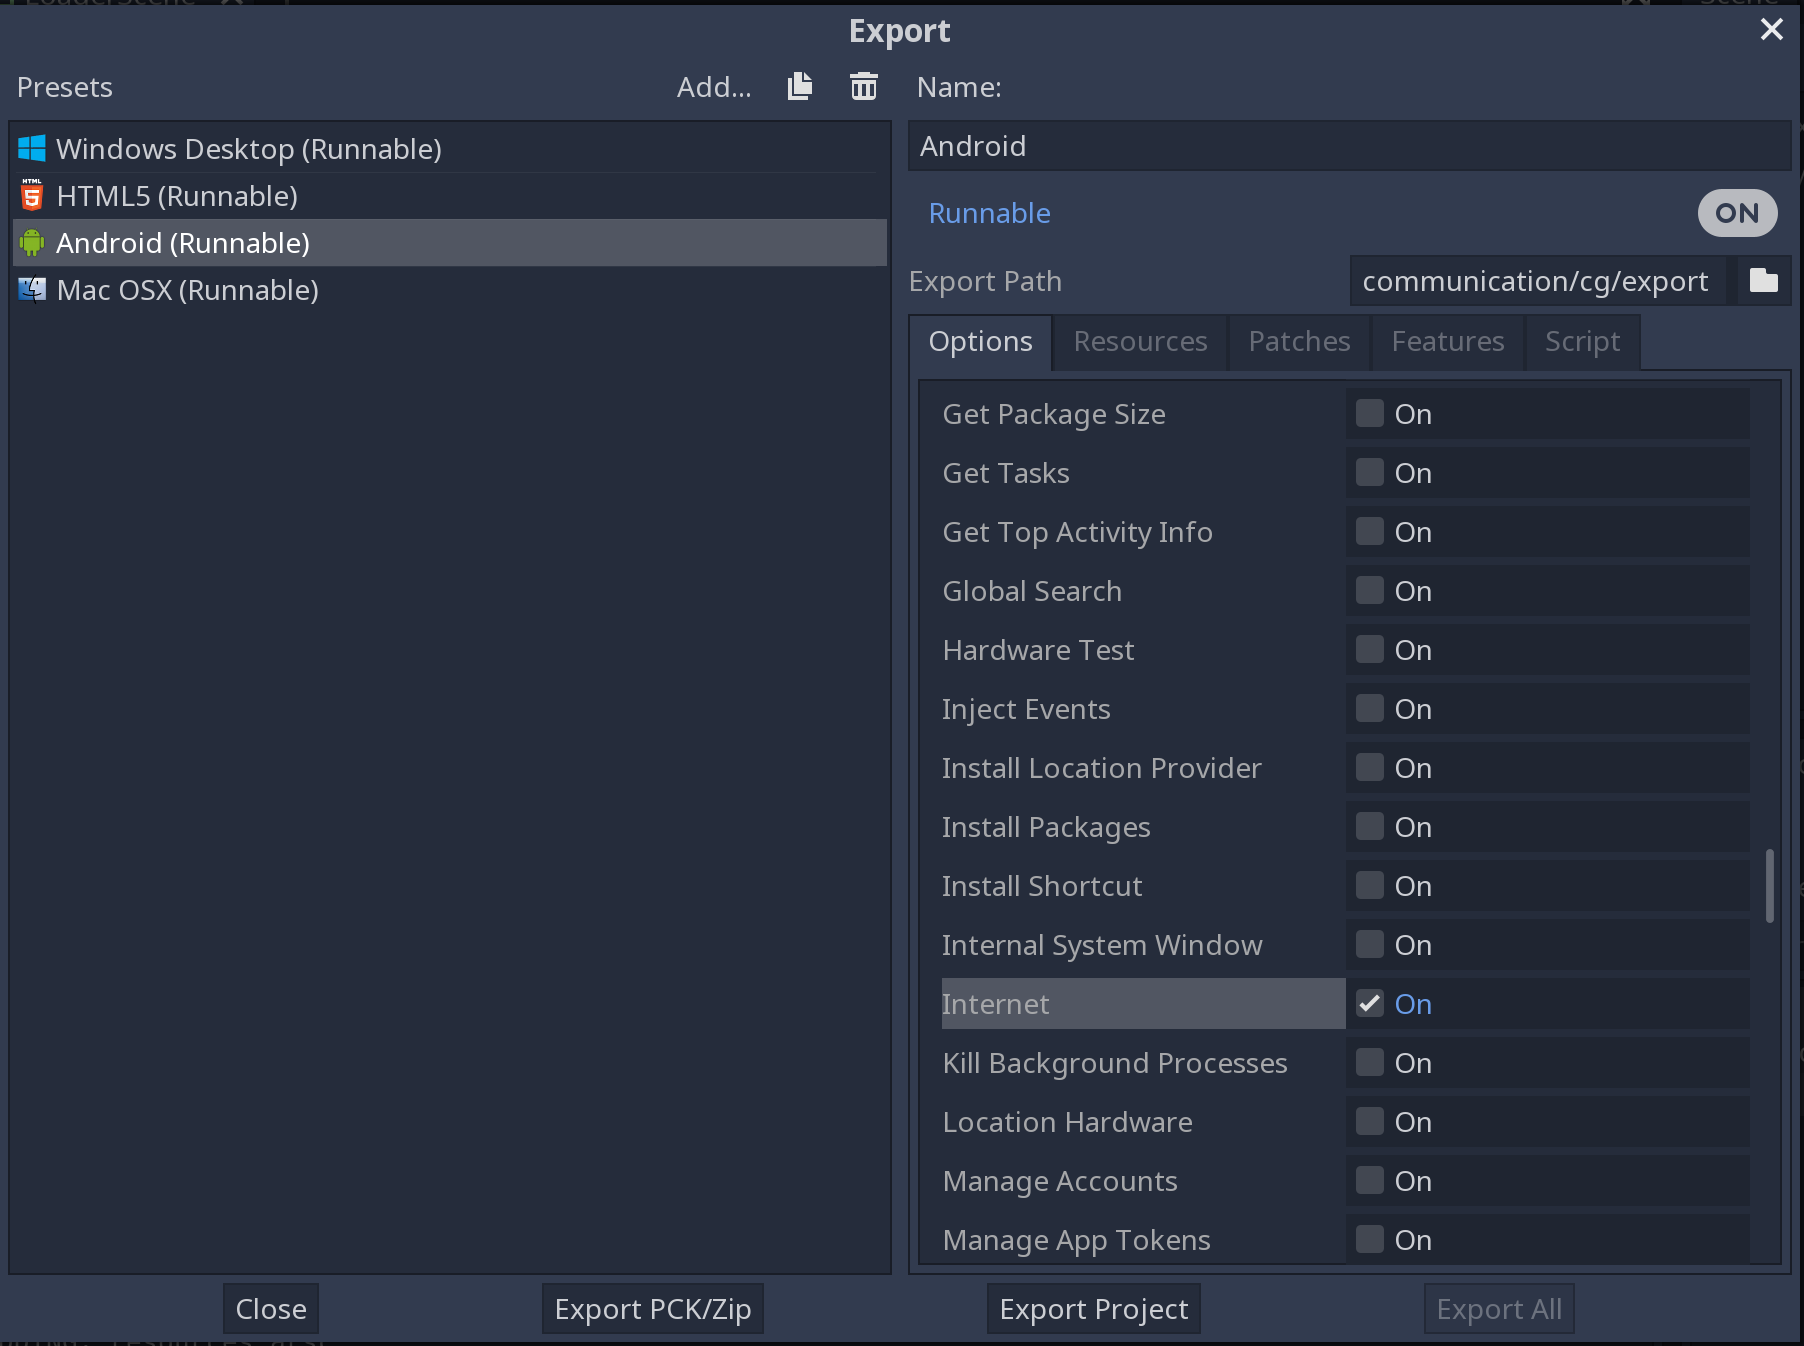 Export
Presets
Add...
Name:
Windows Desktop (Runnable)
HTML5 (Runnable)
Android (Runnable)
Mac OSX (Runnable)
Android
Runnable
ON
Export Path
communication/cg/export
Options
Resources
Patches
Features
Script
Get Package Size On
Get Tasks On
Get Top Activity Info On
Global Search On
Hardware Test On
Inject Events On
Install Location Provider On
Install Packages On
Install Shortcut On
Internal System Window On
Internet On
Kill Background Processes On
Location Hardware On
Manage Accounts On
Manage App Tokens On
Close
Export PCK/Zip
Export Project
Export All